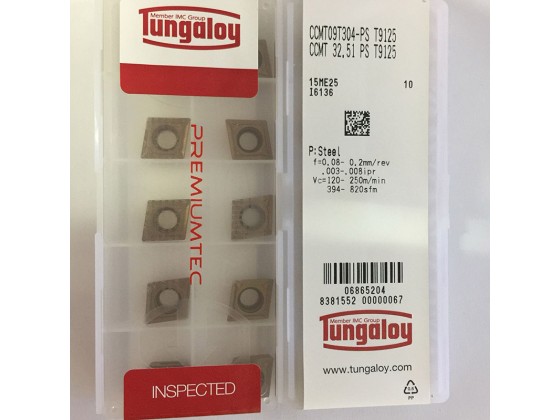 Member IMC Group
Tungaloy
PREMIUMTEC
INSPECTED
CCMT09T304-PS T9125
CCMT 32,51 PS T9125
15ME25 10
I6136
P:Steel
f=0.08- 0.2mm/rev
.003-.008ipr
Vc=120- 250m/min
394- 820sfm
06865204
8381552 00000067
Member IMC Group
Tungaloy
www.tungaloy.com
PP